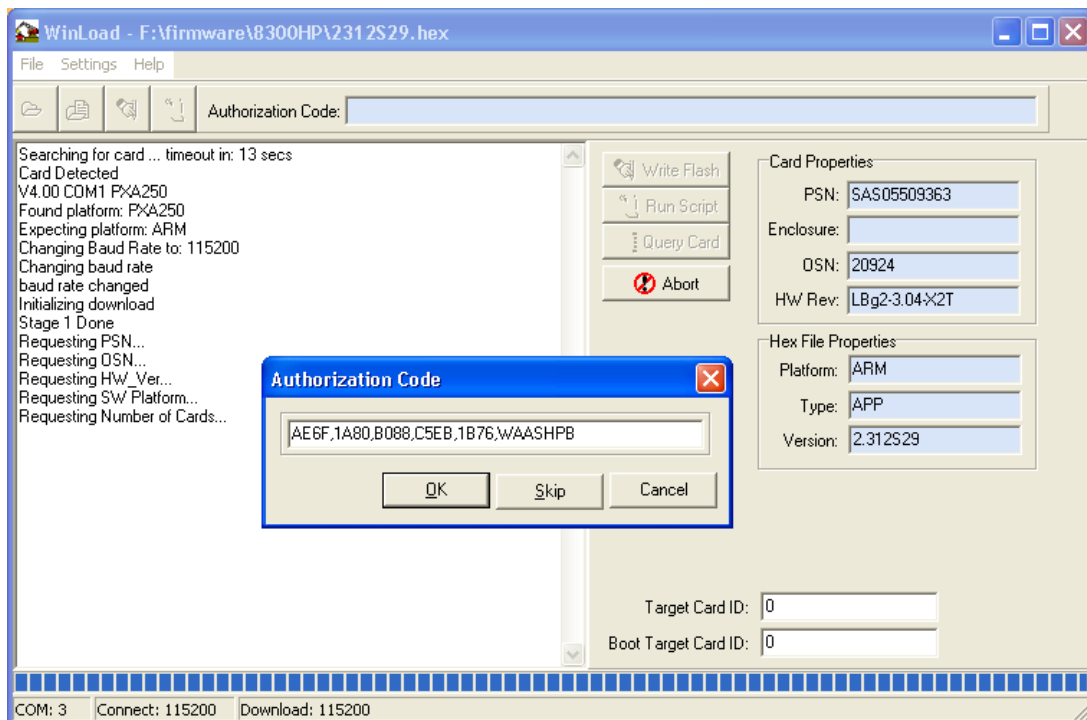 WinLoad - F:\firmware\8300HP\2312S29.hex
File Settings Help
Authorization Code:
Searching for card ... timeout in: 13 secs
Card Detected
V4.00 COM1 PXA250
Found platform: PXA250
Expecting platform: ARM
Changing Baud Rate to: 115200
Changing baud rate
baud rate changed
Initializing download
Stage 1 Done
Requesting PSN...
Requesting OSN...
Requesting HW_Ver...
Requesting SW Platform...
Requesting Number of Cards...
Write Flash
Run Script
Query Card
Abort
Card Properties
PSN: SAS05509363
Enclosure:
OSN: 20924
HW Rev: LBg2-3.04-X2T
Hex File Properties
Platform: ARM
Type: APP
Version: 2.312S29
Authorization Code
AE6F,1A80,B088,C5EB,1B76,WAASHPB
OK Skip Cancel
Target Card ID: 0
Boot Target Card ID: 0
COM: 3 Connect: 115200 Download: 115200